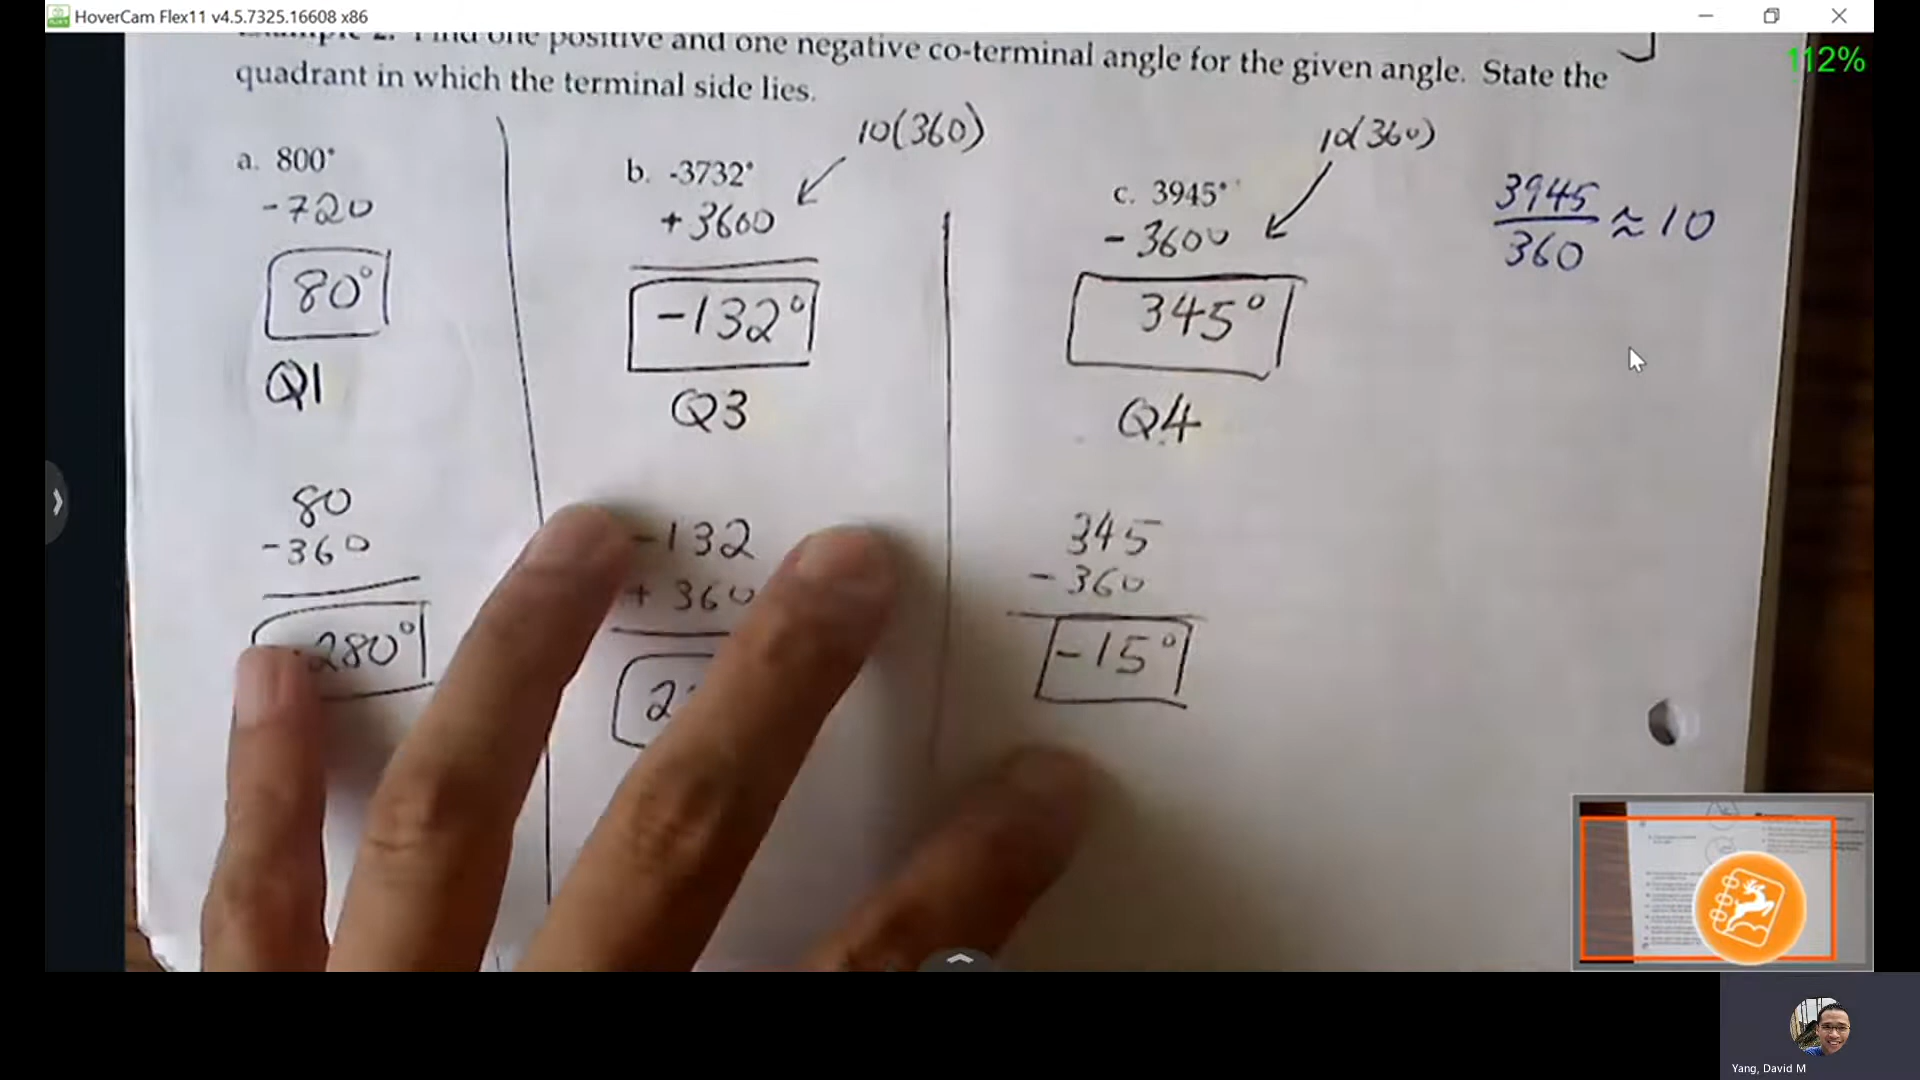 HoverCam Flex11 v4.5.7325.16608 x86
112%
Find one positive and one negative co-terminal angle for the given angle. State the
quadrant in which the terminal side lies.
a. 800°
-720
80°
Q1
80
-360
280°
10(360)
b. -3732°
+3600
-132°
Q3
-132
+ 360
10(360)
c. 3945°
- 3600
345°
Q4
345
- 360
-15°
3945
360
≈ 10
Yang, David M